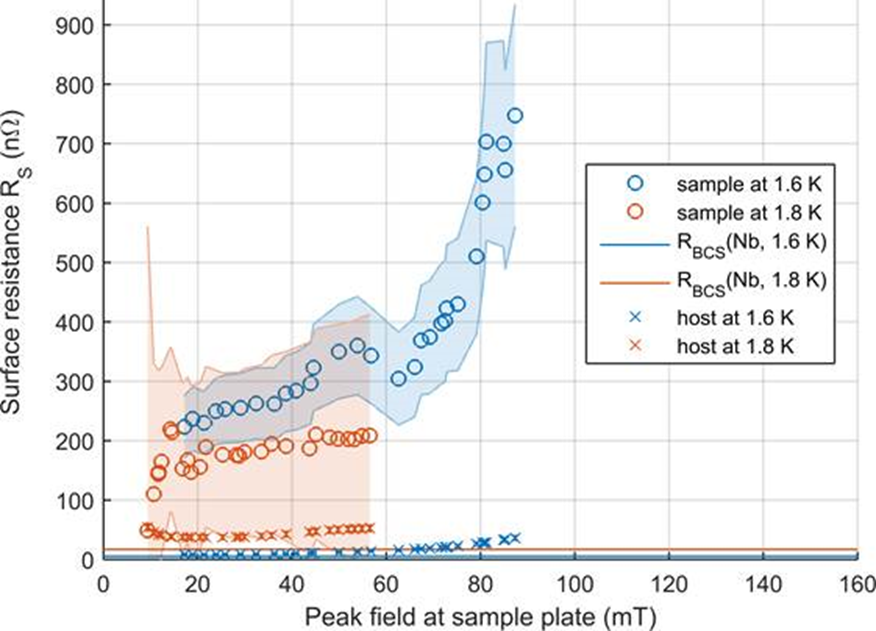 900
800
700
600
500
400
300
200
100
0
Surface resistance R_S (nΩ)
sample at 1.6 K
sample at 1.8 K
R_BCS(Nb, 1.6 K)
R_BCS(Nb, 1.8 K)
host at 1.6 K
host at 1.8 K
0 20 40 60 80 100 120 140 160
Peak field at sample plate (mT)